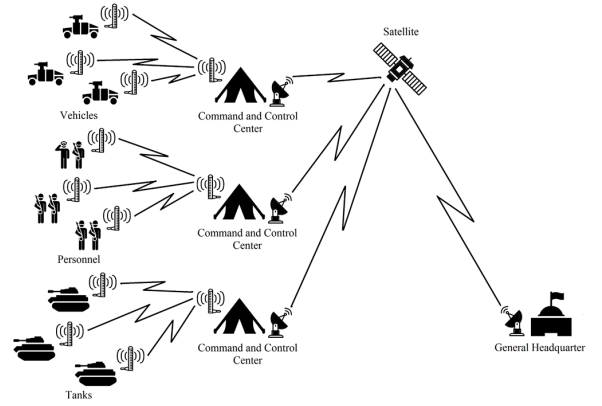 Satellite
Vehicles
Command and Control
Center
Personnel
Command and Control
Center
General Headquarter
Command and Control
Center
Tanks